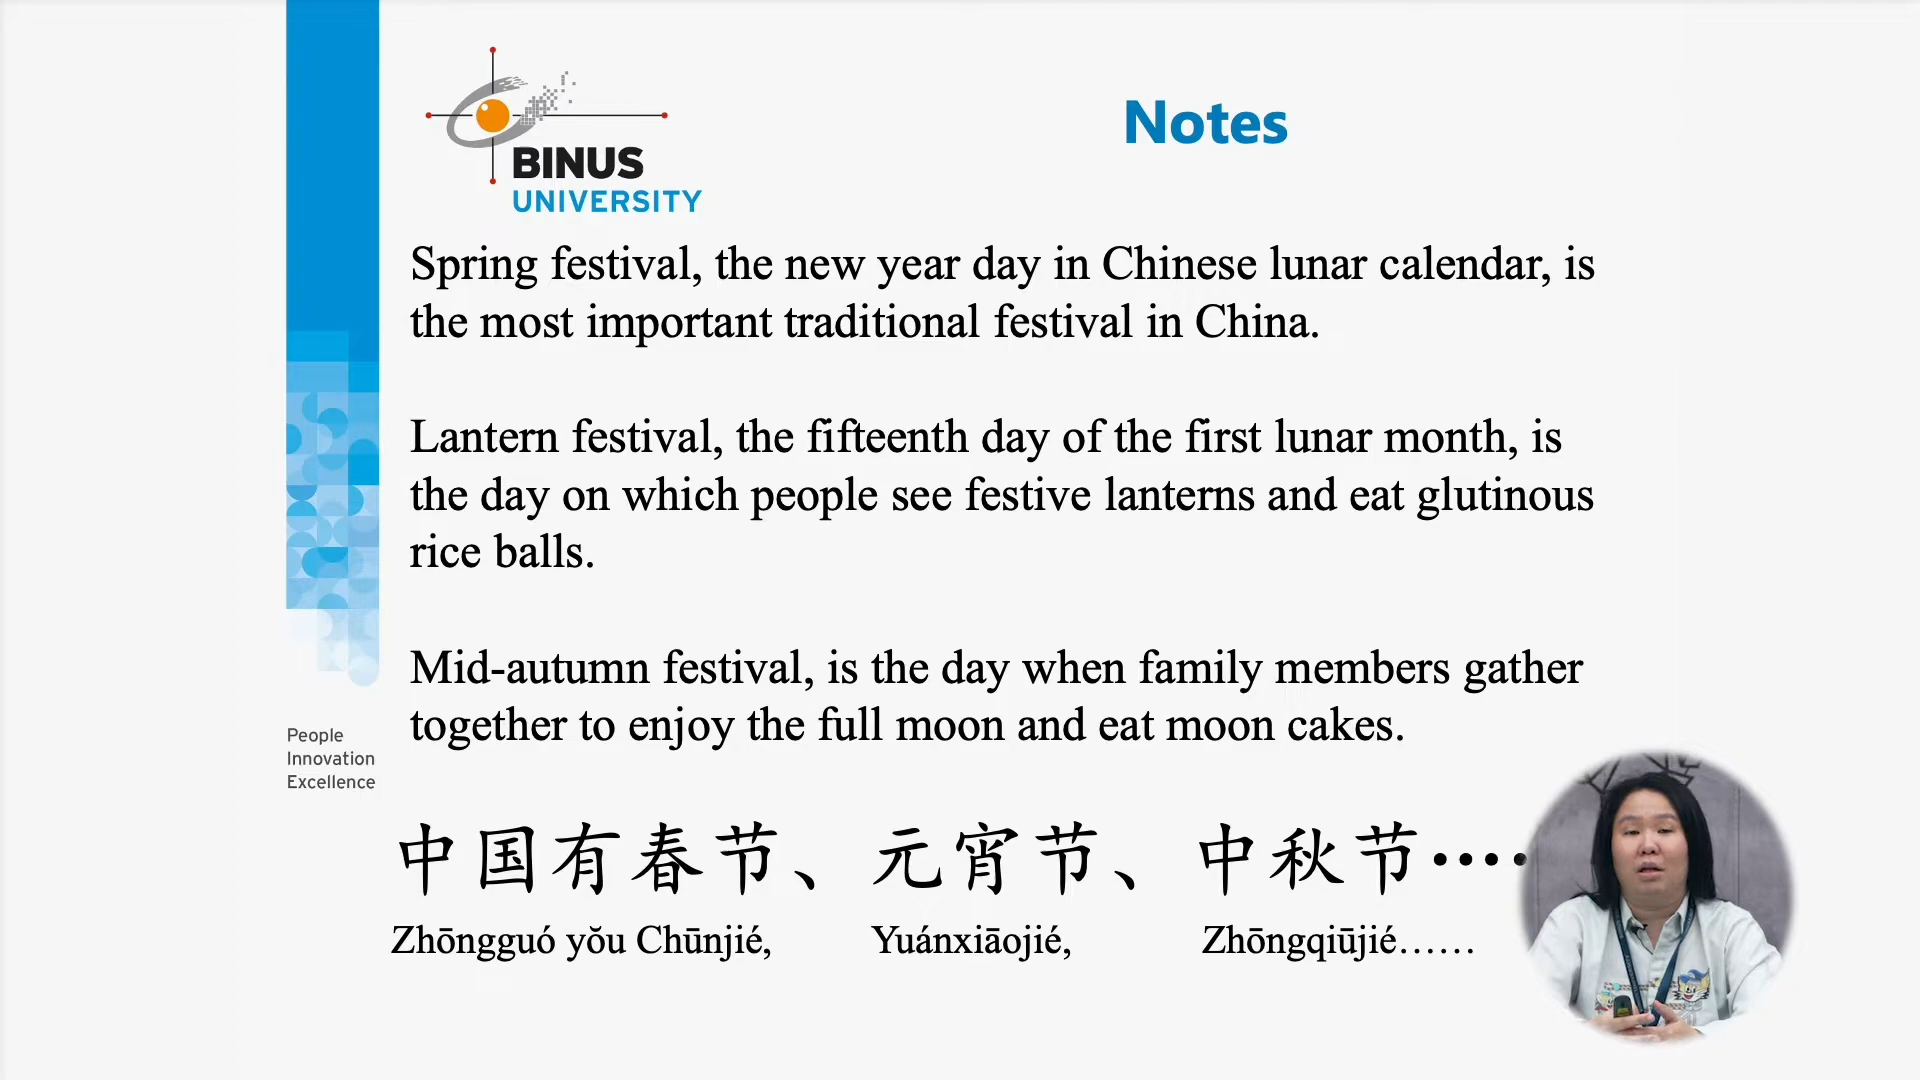 BINUS
UNIVERSITY
Notes
Spring festival, the new year day in Chinese lunar calendar, is
the most important traditional festival in China.
Lantern festival, the fifteenth day of the first lunar month, is
the day on which people see festive lanterns and eat glutinous
rice balls.
Mid-autumn festival, is the day when family members gather
together to enjoy the full moon and eat moon cakes.
People
Innovation
Excellence
中国有春节、元宵节、中秋节····
Zhōngguó yŏu Chūnjié, Yuánxiāojié, Zhōngqiūjié……